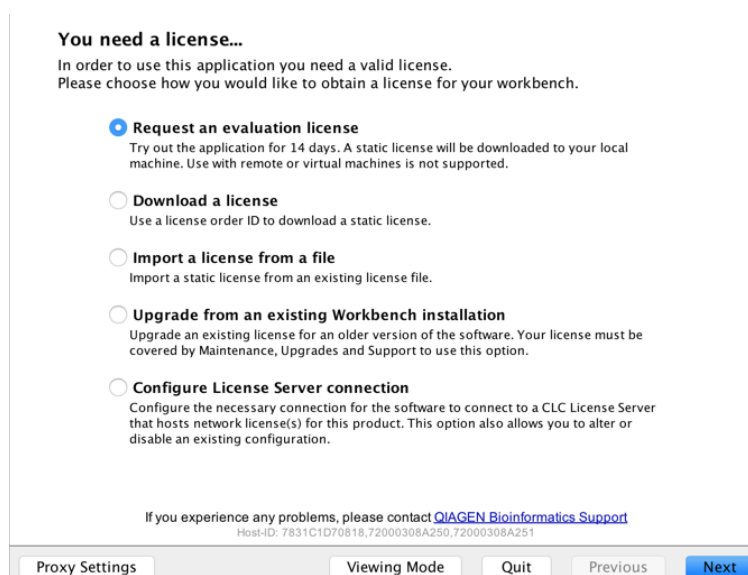 You need a license...
In order to use this application you need a valid license.
Please choose how you would like to obtain a license for your workbench.
Request an evaluation license
Try out the application for 14 days. A static license will be downloaded to your local
machine. Use with remote or virtual machines is not supported.
Download a license
Use a license order ID to download a static license.
Import a license from a file
Import a static license from an existing license file.
Upgrade from an existing Workbench installation
Upgrade an existing license for an older version of the software. Your license must be
covered by Maintenance, Upgrades and Support to use this option.
Configure License Server connection
Configure the necessary connection for the software to connect to a CLC License Server
that hosts network license(s) for this product. This option also allows you to alter or
disable an existing configuration.
If you experience any problems, please contact QIAGEN Bioinformatics Support
Host-ID: 7831C1D70818,72000308A250,72000308A251
Proxy Settings Viewing Mode Quit Previous Next